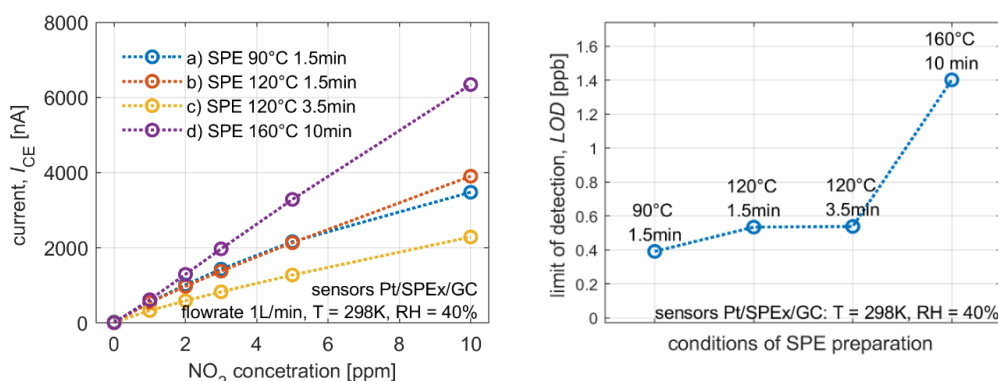 8000
6000
4000
2000
0
current, I_CE [nA]
a) SPE 90°C 1.5min
b) SPE 120°C 1.5min
c) SPE 120°C 3.5min
d) SPE 160°C 10min
sensors Pt/SPEx/GC
flowrate 1L/min, T = 298K, RH = 40%
0 2 4 6 8 10
NO2 concetration [ppm]
1.6
1.4
1.2
1
0.8
0.6
0.4
0.2
0
limit of detection, LOD [ppb]
160°C
10 min
90°C
1.5min
120°C
1.5min
120°C
3.5min
sensors Pt/SPEx/GC: T = 298K, RH = 40%
conditions of SPE preparation